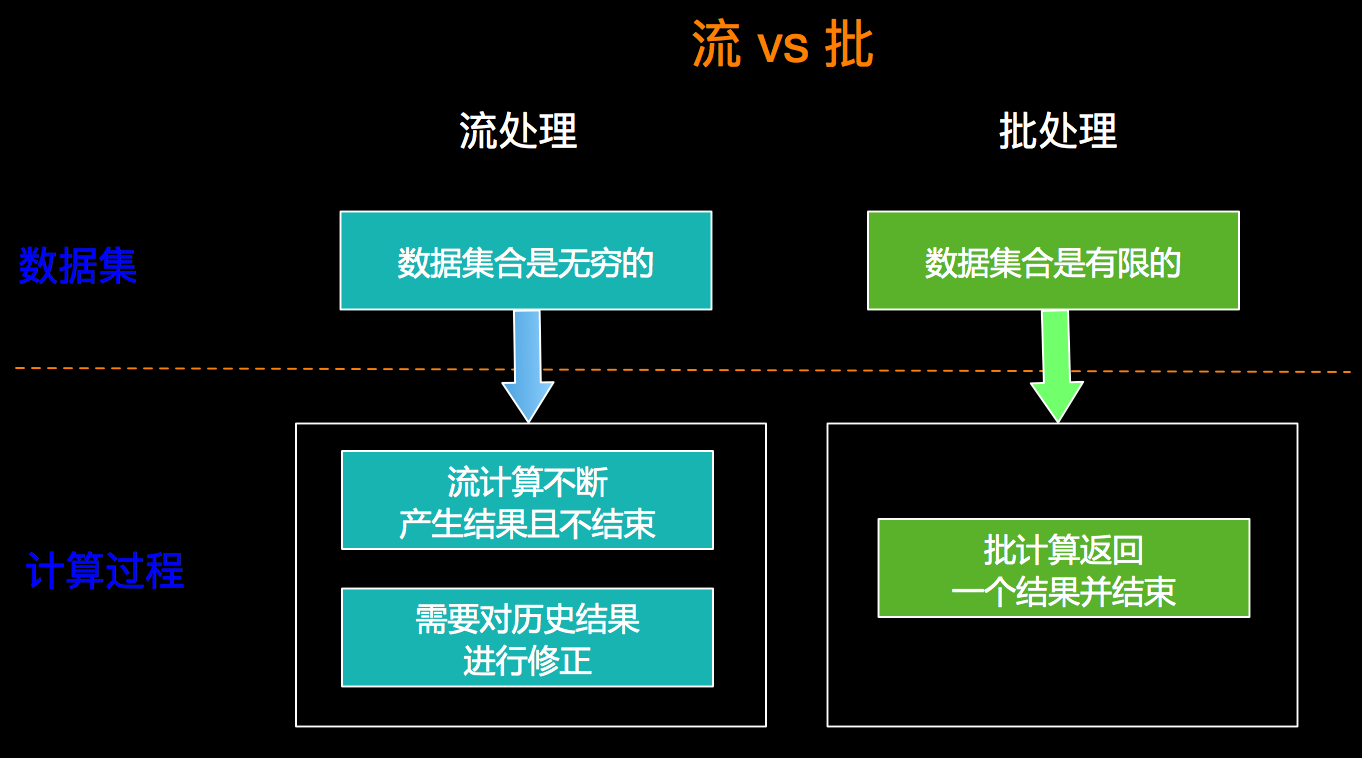 流 vs 批
流处理
批处理
数据集
数据集合是无穷的
数据集合是有限的
计算过程
流计算不断
产生结果且不结束
需要对历史结果
进行修正
批计算返回
一个结果并结束